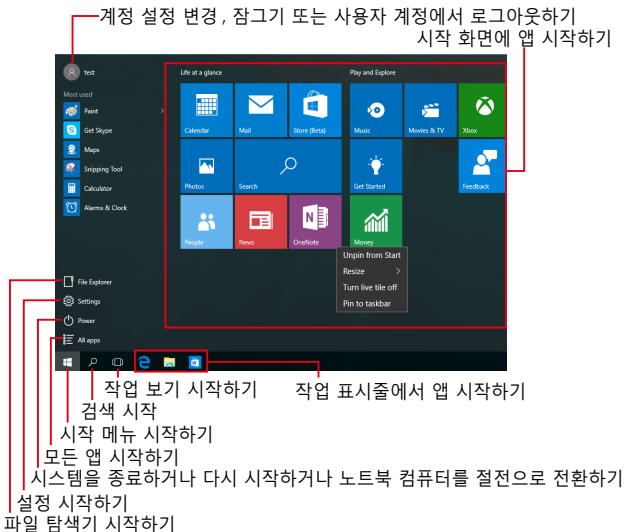 계정 설정 변경 , 잠그기 또는 사용자 계정에서 로그아웃하기
시작 화면에 앱 시작하기
test
Life at a glance
Play and Explore
Most used
Paint
Get Skype
Maps
Snipping Tool
Calculator
Alarms & Clock
Calendar
Mail
Store (Beta)
Music
Movies & TV
Xbox
Photos
Search
Get Started
Feedback
People
News
OneNote
Money
Unpin from Start
Resize
Turn live tile off
Pin to taskbar
File Explorer
Settings
Power
All apps
작업 보기 시작하기
작업 표시줄에서 앱 시작하기
검색 시작
시작 메뉴 시작하기
모든 앱 시작하기
시스템을 종료하거나 다시 시작하거나 노트북 컴퓨터를 절전으로 전환하기
설정 시작하기
파일 탐색기 시작하기